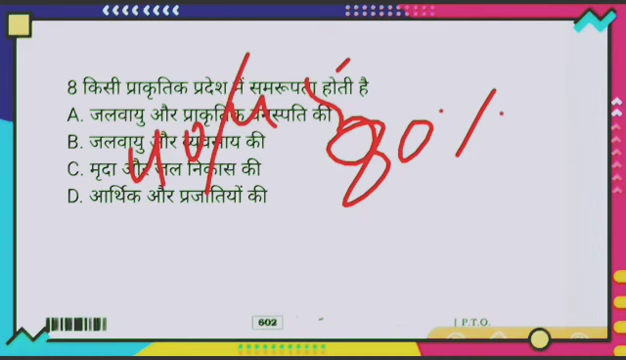 8 किसी प्राकृतिक प्रदेश में समरूपता होती है
A. जलवायु और प्राकृतिक वनस्पति की
B. जलवायु और व्यवसाय की
C. मृदा और जल निकास की
D. आर्थिक और प्रजातियों की
80%
602
P.T.O.